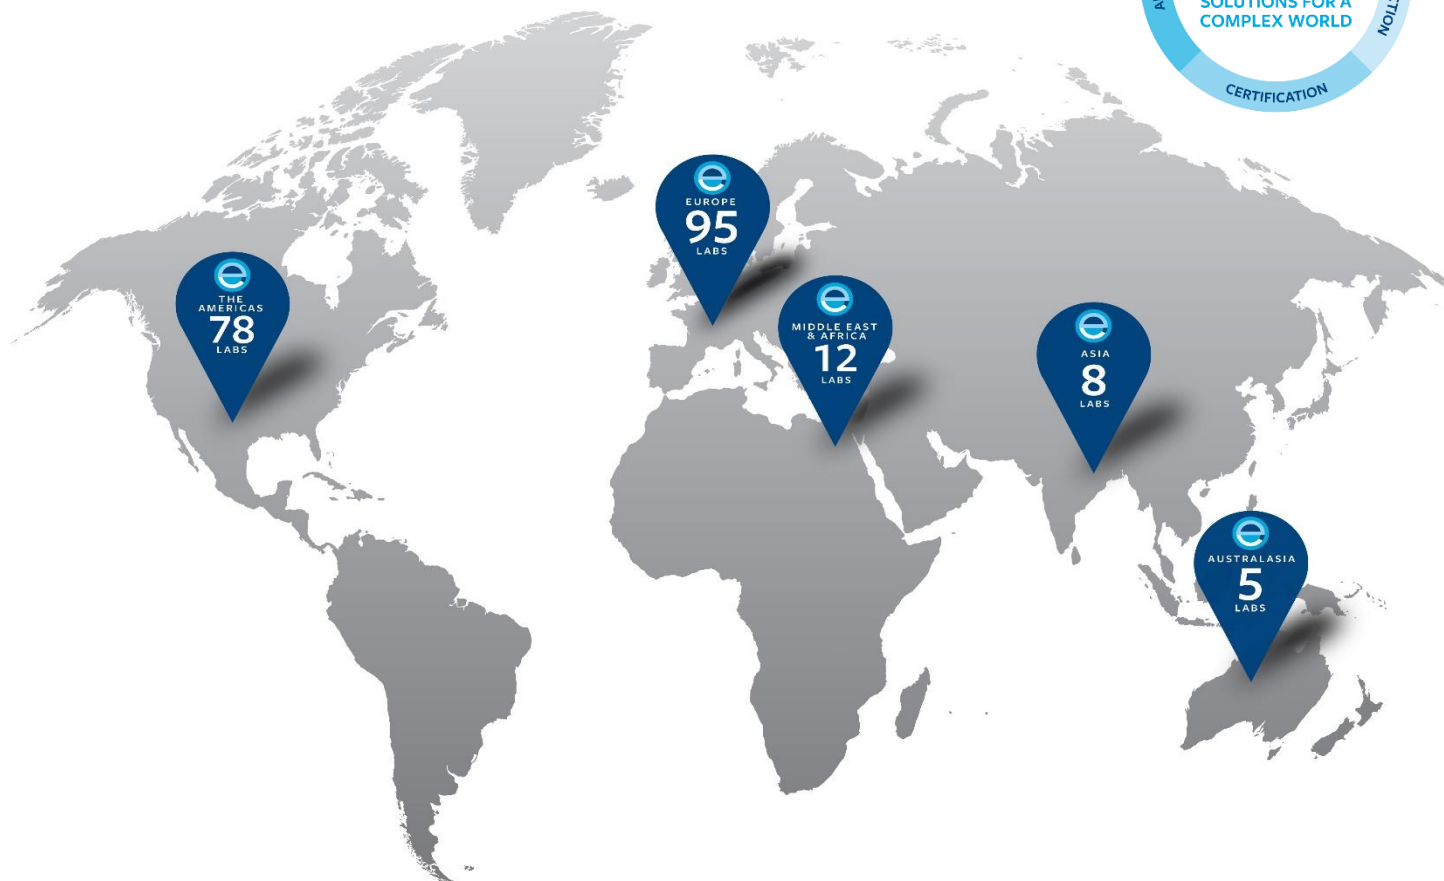 SOLUTIONS FOR A
COMPLEX WORLD
CERTIFICATION
EUROPE
95
LABS
THE
AMERICAS
78
LABS
MIDDLE EAST
& AFRICA
12
LABS
ASIA
8
LABS
AUSTRALASIA
5
LABS